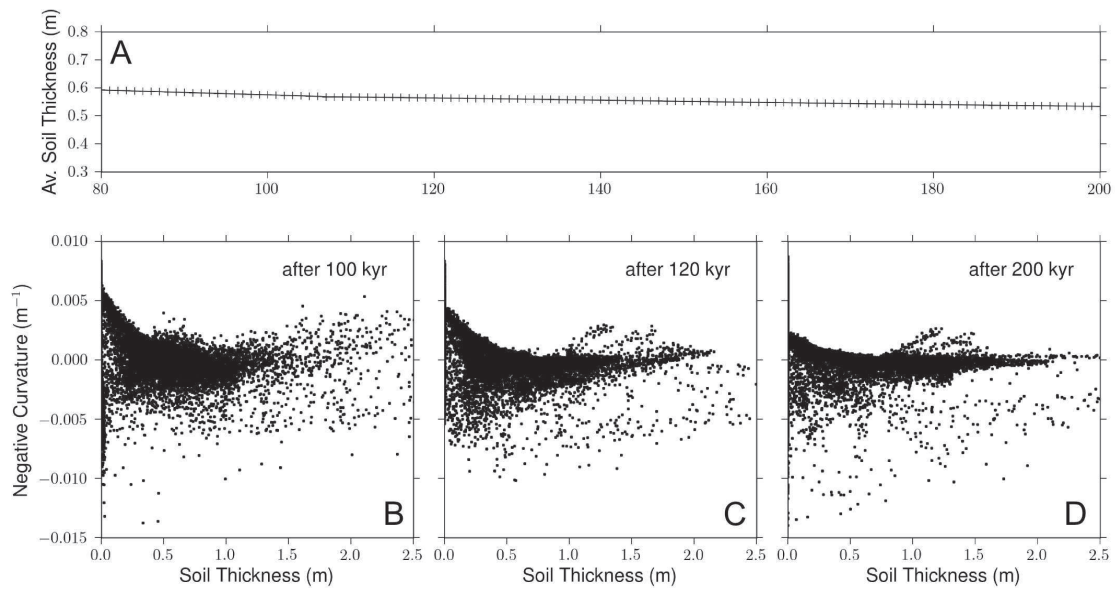 A
Av. Soil Thickness (m)
0.8
0.7
0.6
0.5
0.4
0.3
80 100 120 140 160 180 200
Negative Curvature (m⁻¹)
0.010
0.005
0.000
−0.005
−0.010
−0.015
after 100 kyr
B
0.0 0.5 1.0 1.5 2.0 2.5
Soil Thickness (m)
after 120 kyr
C
0.0 0.5 1.0 1.5 2.0 2.5
Soil Thickness (m)
after 200 kyr
D
0.0 0.5 1.0 1.5 2.0 2.5
Soil Thickness (m)